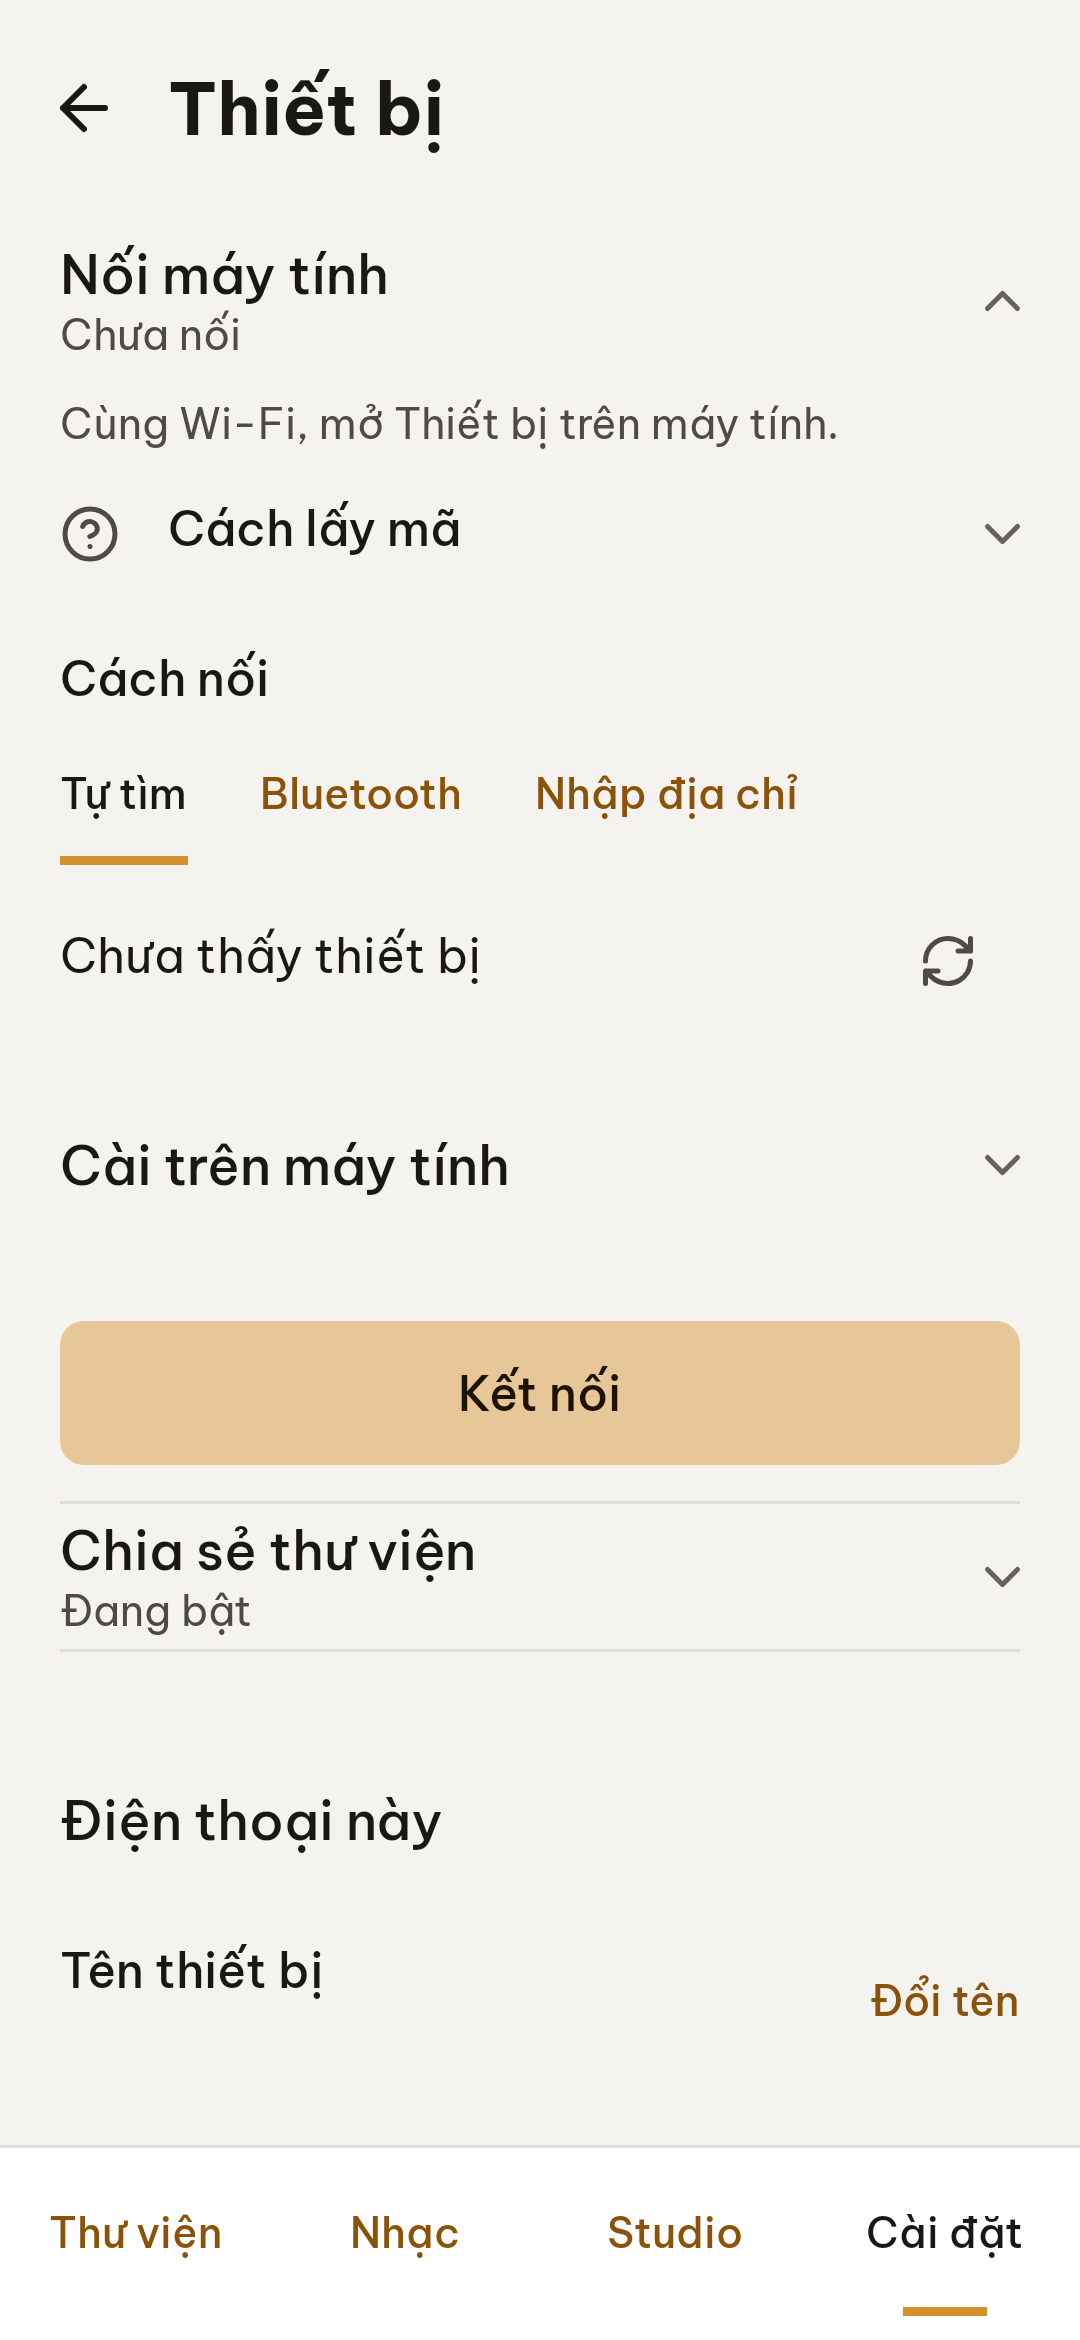 Thiết bị
Nối máy tính
Chưa nối
Cùng Wi-Fi, mở Thiết bị trên máy tính.
Cách lấy mã
Cách nối
Tự tìm Bluetooth Nhập địa chỉ
Chưa thấy thiết bị
Cài trên máy tính
Kết nối
Chia sẻ thư viện
Đang bật
Điện thoại này
Tên thiết bị
Đổi tên
Thư viện Nhạc Studio Cài đặt